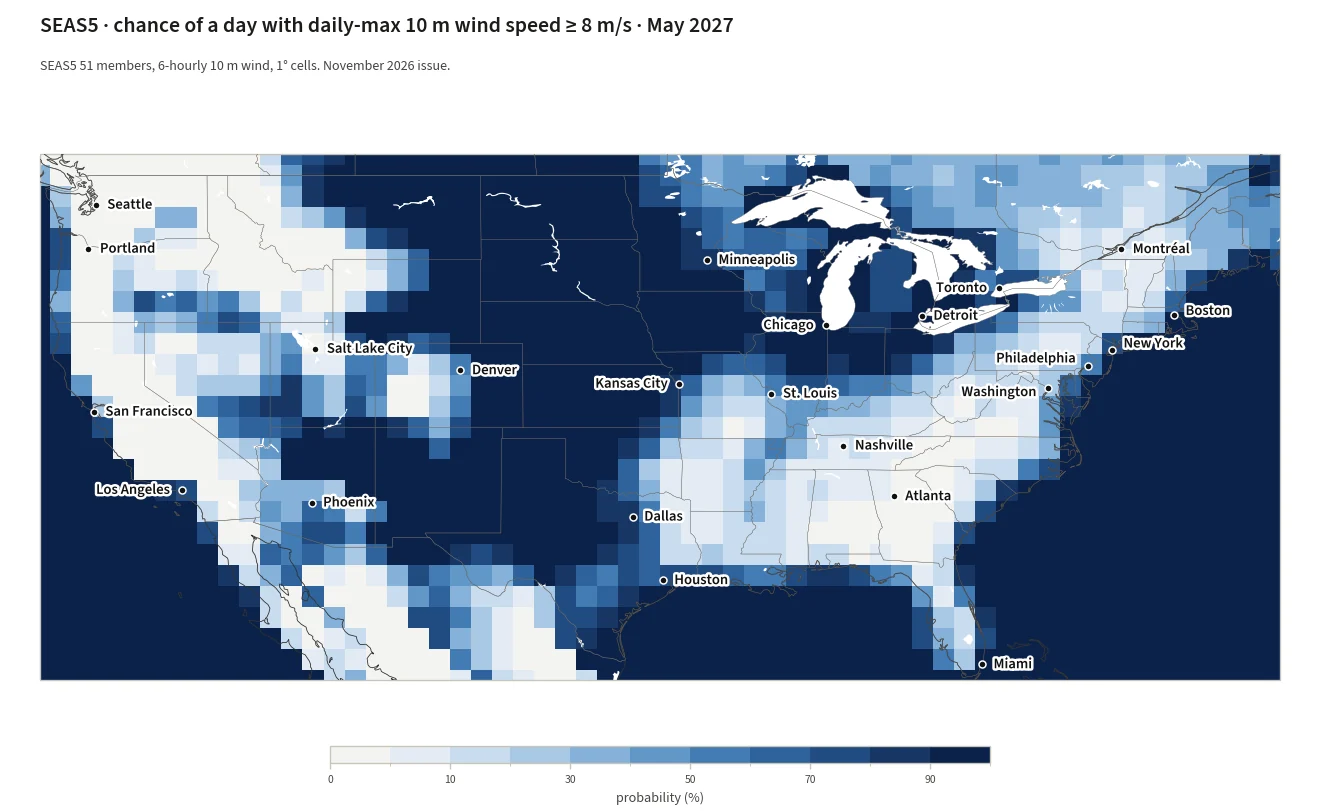 SEAS5 · chance of a day with daily-max 10 m wind speed ≥ 8 m/s · May 2027
SEAS5 51 members, 6-hourly 10 m wind, 1° cells. November 2026 issue.
Seattle
Portland
Montréal
Minneapolis
Toronto
Boston
Detroit
Chicago
New York
Salt Lake City
Philadelphia
Denver
Kansas City
St. Louis
Washington
San Francisco
Nashville
Los Angeles
Atlanta
Phoenix
Dallas
Houston
Miami
0 10 30 50 70 90
probability (%)